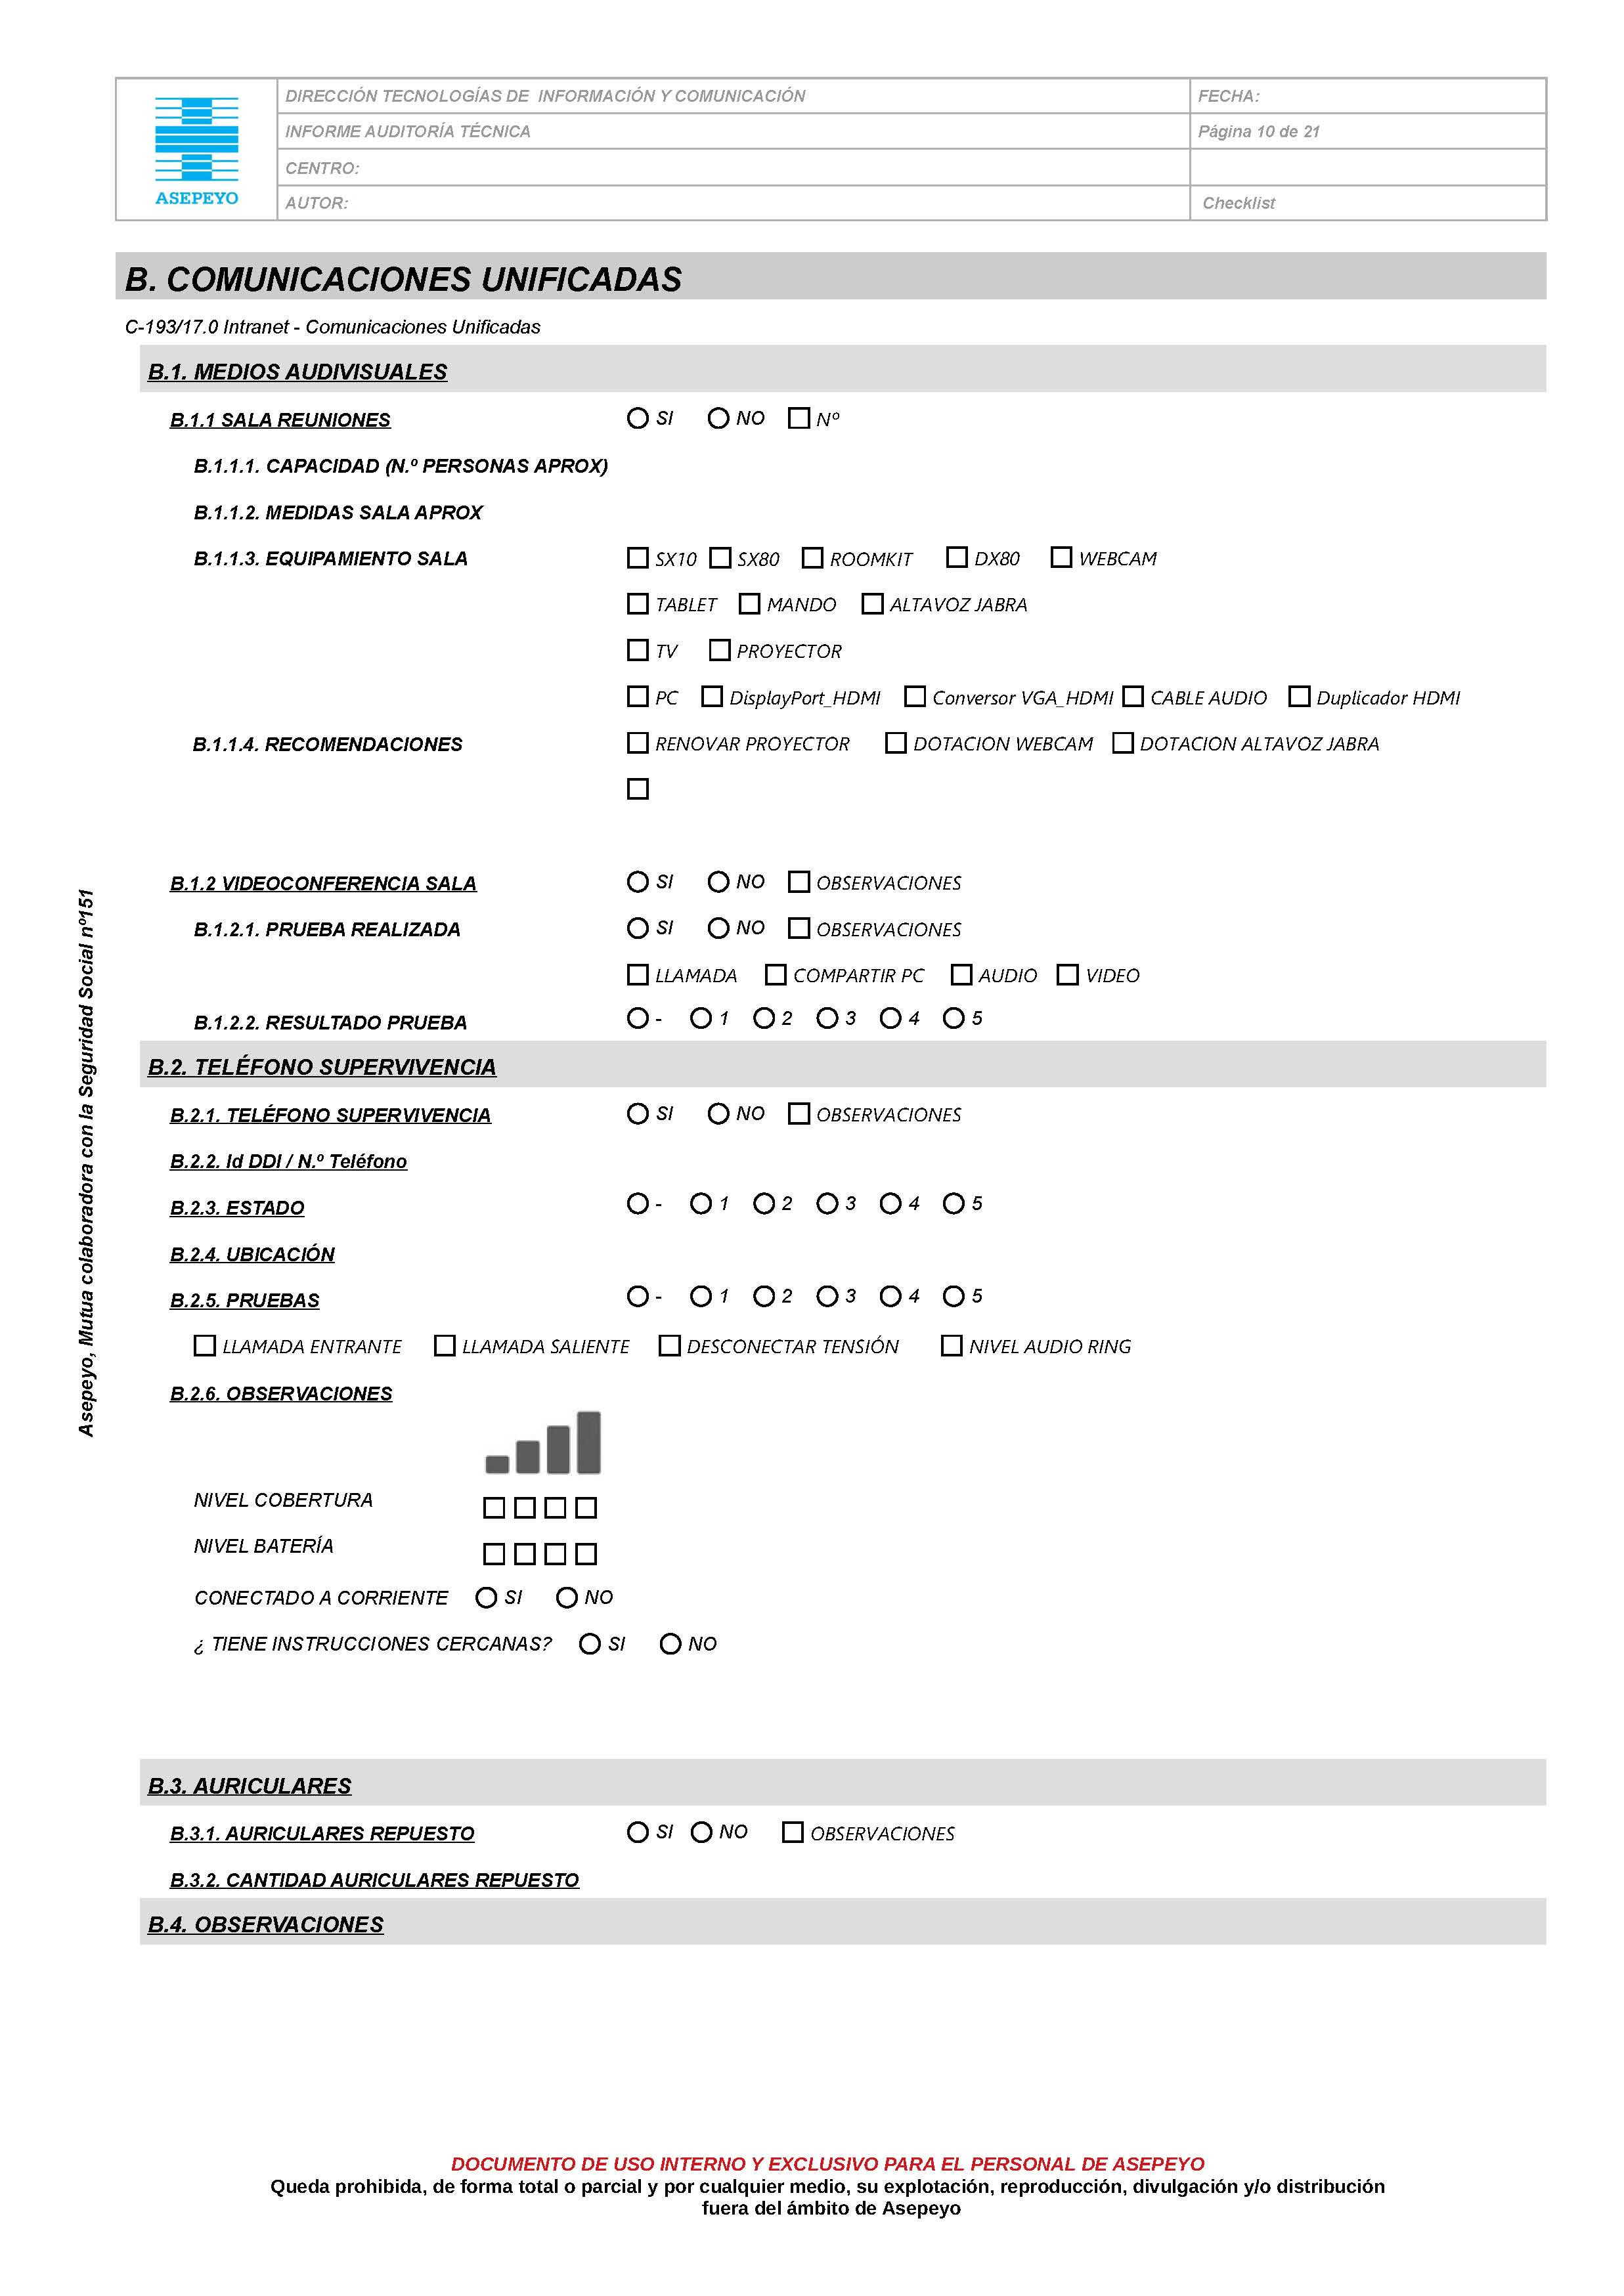 ASEPEYO
DIRECCIÓN TECNOLOGÍAS DE INFORMACIÓN Y COMUNICACIÓN
FECHA:
INFORME AUDITORÍA TÉCNICA
Página 10 de 21
CENTRO:
AUTOR:
Checklist
B. COMUNICACIONES UNIFICADAS
C-193/17.0 Intranet - Comunicaciones Unificadas
B.1. MEDIOS AUDIVISUALES
B.1.1 SALA REUNIONES SI NO Nº
B.1.1.1. CAPACIDAD (N.º PERSONAS APROX)
B.1.1.2. MEDIDAS SALA APROX
B.1.1.3. EQUIPAMIENTO SALA SX10 SX80 ROOMKIT DX80 WEBCAM
TABLET MANDO ALTAVOZ JABRA
TV PROYECTOR
PC DisplayPort_HDMI Conversor VGA_HDMI CABLE AUDIO Duplicador HDMI
B.1.1.4. RECOMENDACIONES RENOVAR PROYECTOR DOTACION WEBCAM DOTACION ALTAVOZ JABRA
B.1.2 VIDEOCONFERENCIA SALA SI NO OBSERVACIONES
B.1.2.1. PRUEBA REALIZADA SI NO OBSERVACIONES
LLAMADA COMPARTIR PC AUDIO VIDEO
B.1.2.2. RESULTADO PRUEBA - 1 2 3 4 5
B.2. TELÉFONO SUPERVIVENCIA
B.2.1. TELÉFONO SUPERVIVENCIA SI NO OBSERVACIONES
B.2.2. Id DDI / N.º Teléfono
B.2.3. ESTADO - 1 2 3 4 5
B.2.4. UBICACIÓN
B.2.5. PRUEBAS - 1 2 3 4 5
LLAMADA ENTRANTE LLAMADA SALIENTE DESCONECTAR TENSIÓN NIVEL AUDIO RING
B.2.6. OBSERVACIONES
NIVEL COBERTURA
NIVEL BATERÍA
CONECTADO A CORRIENTE SI NO
¿ TIENE INSTRUCCIONES CERCANAS? SI NO
B.3. AURICULARES
B.3.1. AURICULARES REPUESTO SI NO OBSERVACIONES
B.3.2. CANTIDAD AURICULARES REPUESTO
B.4. OBSERVACIONES
Asepeyo, Mutua colaboradora con la Seguridad Social nº151
DOCUMENTO DE USO INTERNO Y EXCLUSIVO PARA EL PERSONAL DE ASEPEYO
Queda prohibida, de forma total o parcial y por cualquier medio, su explotación, reproducción, divulgación y/o distribución
fuera del ámbito de Asepeyo